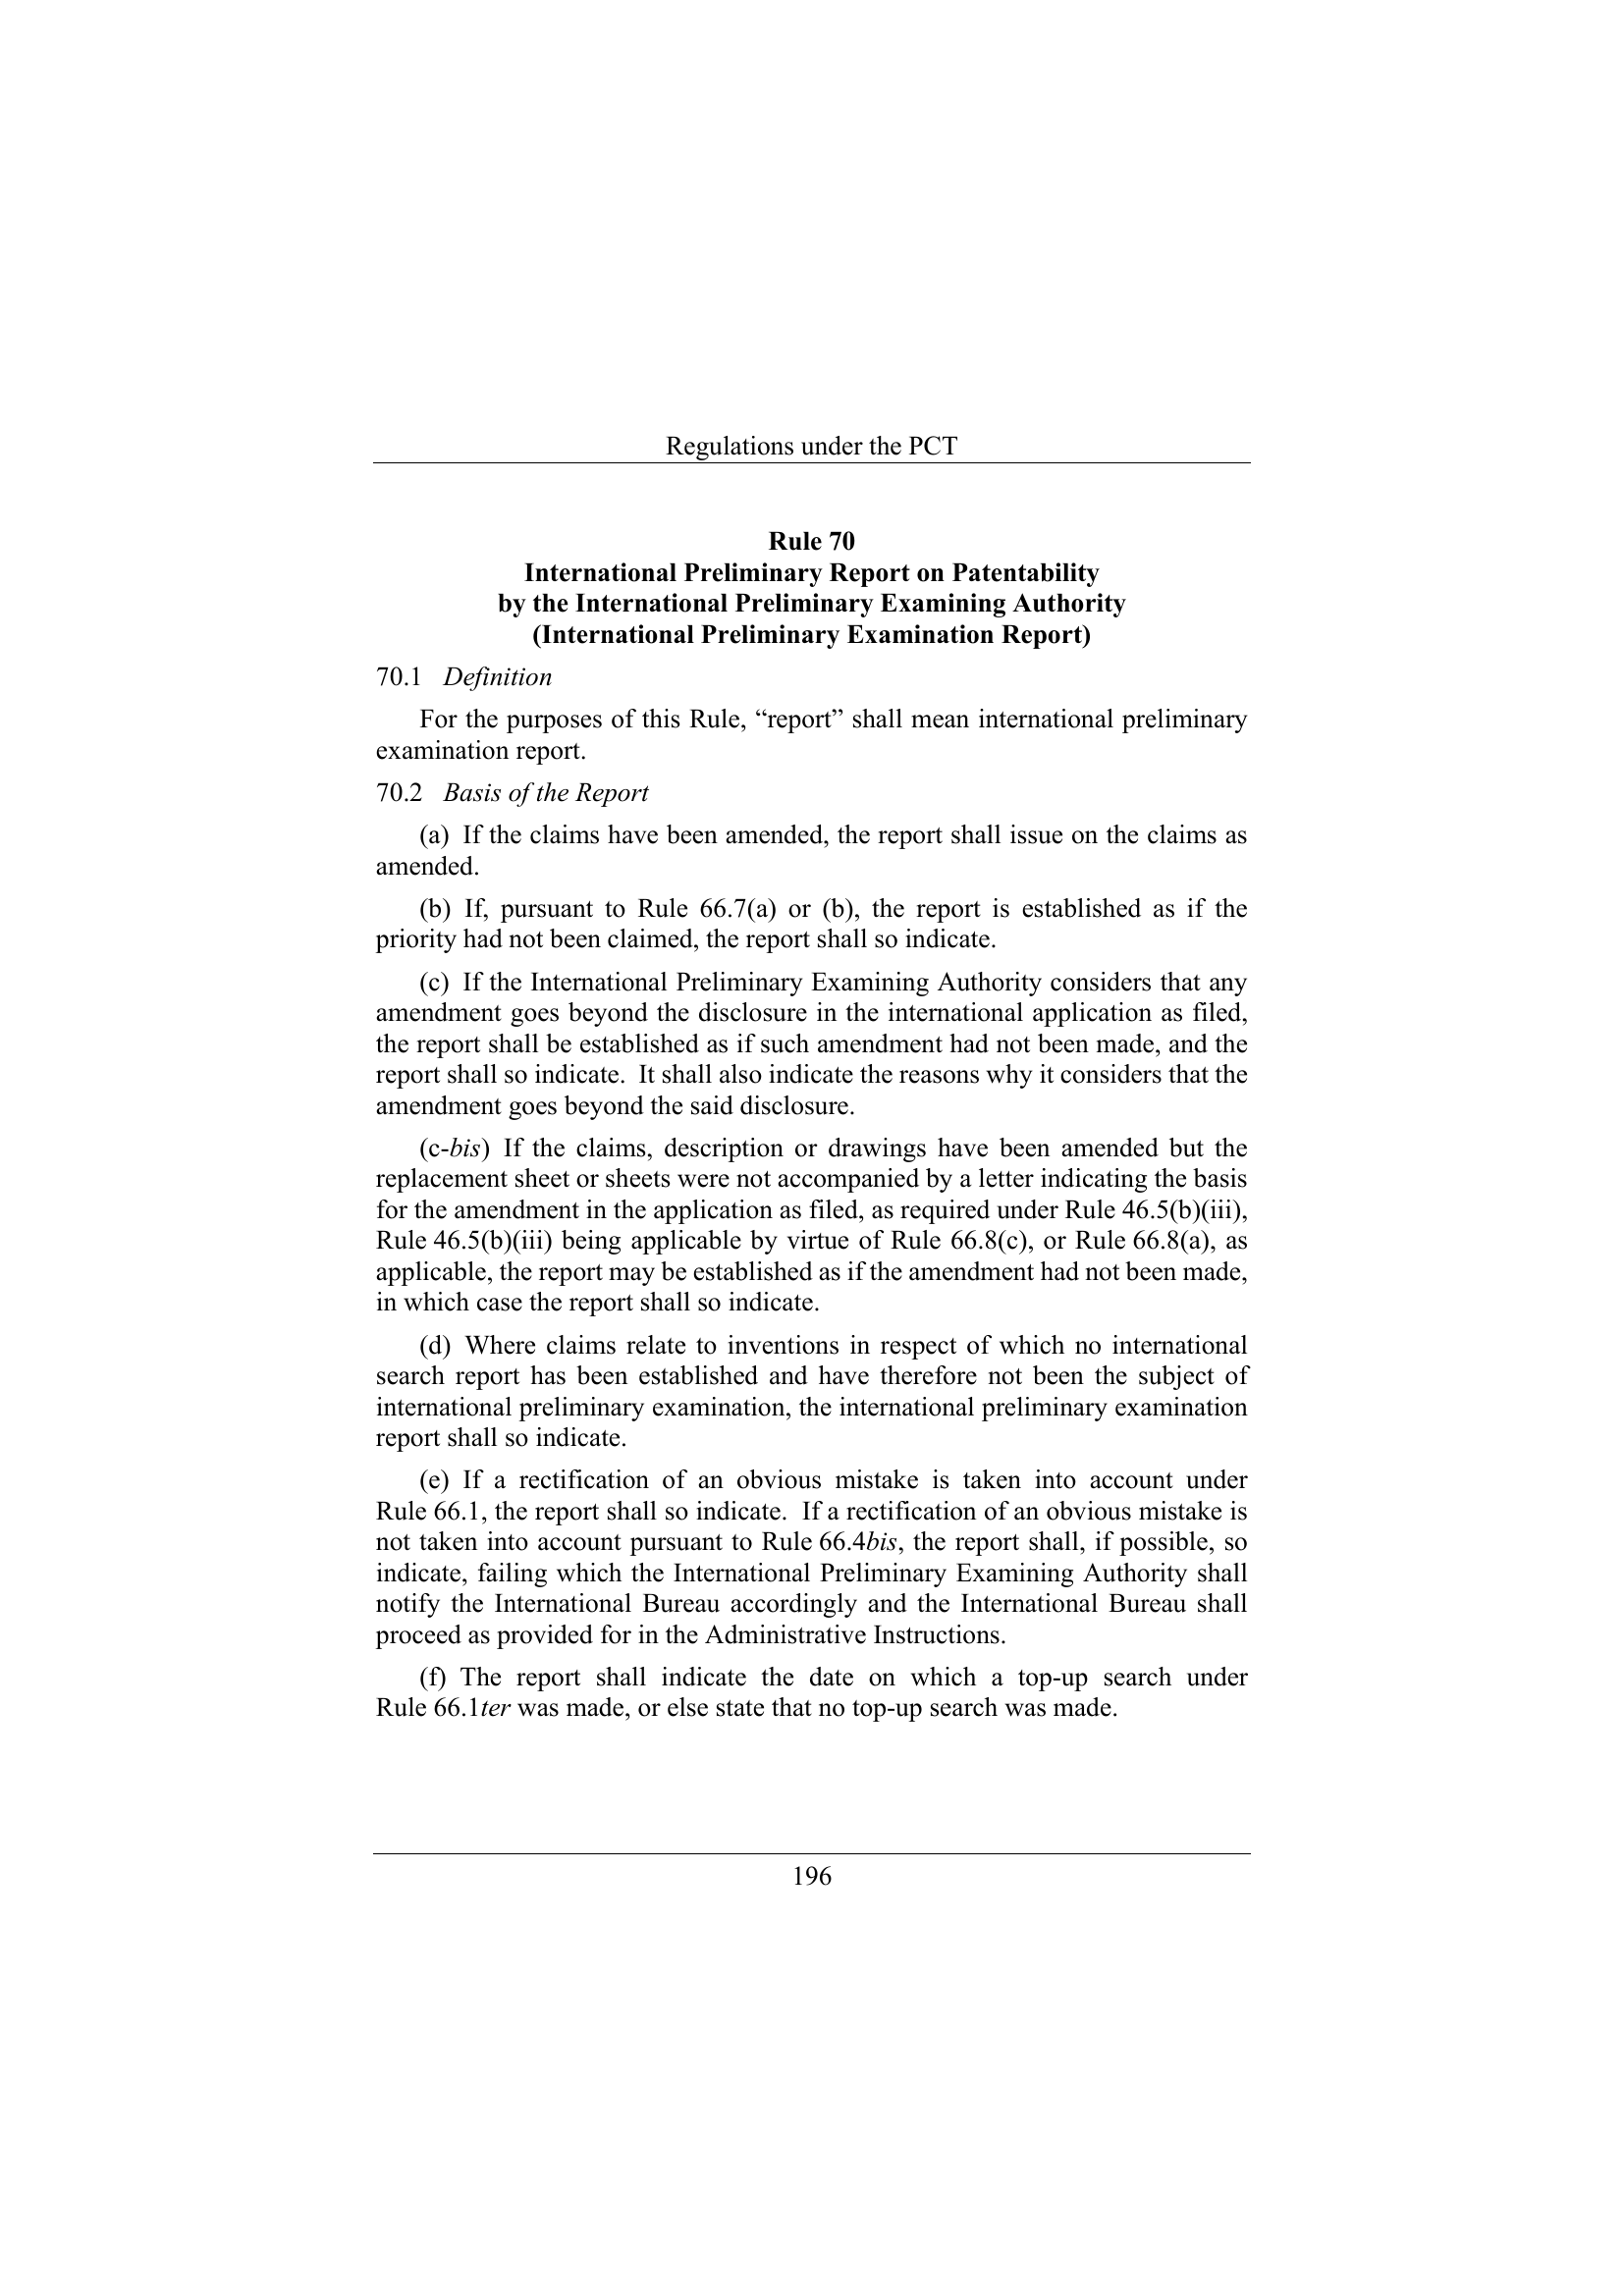 Regulations under the PCT
Rule 70
International Preliminary Report on Patentability
by the International Preliminary Examining Authority
(International Preliminary Examination Report)
70.1 Definition
For the purposes of this Rule, “report” shall mean international preliminary
examination report.
70.2 Basis of the Report
(a) If the claims have been amended, the report shall issue on the claims as
amended.
(b) If, pursuant to Rule 66.7(a) or (b), the report is established as if the
priority had not been claimed, the report shall so indicate.
(c) If the International Preliminary Examining Authority considers that any
amendment goes beyond the disclosure in the international application as filed,
the report shall be established as if such amendment had not been made, and the
report shall so indicate. It shall also indicate the reasons why it considers that the
amendment goes beyond the said disclosure.
(c-bis) If the claims, description or drawings have been amended but the
replacement sheet or sheets were not accompanied by a letter indicating the basis
for the amendment in the application as filed, as required under Rule 46.5(b)(iii),
Rule 46.5(b)(iii) being applicable by virtue of Rule 66.8(c), or Rule 66.8(a), as
applicable, the report may be established as if the amendment had not been made,
in which case the report shall so indicate.
(d) Where claims relate to inventions in respect of which no international
search report has been established and have therefore not been the subject of
international preliminary examination, the international preliminary examination
report shall so indicate.
(e) If a rectification of an obvious mistake is taken into account under
Rule 66.1, the report shall so indicate. If a rectification of an obvious mistake is
not taken into account pursuant to Rule 66.4bis, the report shall, if possible, so
indicate, failing which the International Preliminary Examining Authority shall
notify the International Bureau accordingly and the International Bureau shall
proceed as provided for in the Administrative Instructions.
(f) The report shall indicate the date on which a top-up search under
Rule 66.1ter was made, or else state that no top-up search was made.
196